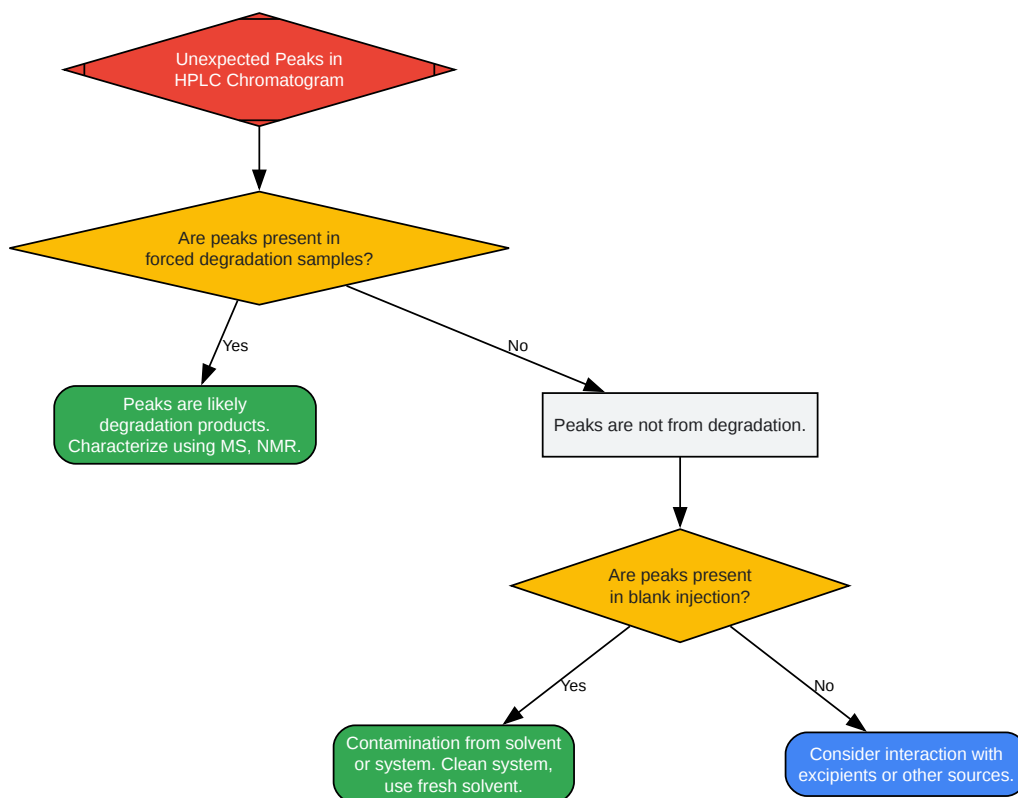 Unexpected Peaks in
HPLC Chromatogram
Are peaks present in
forced degradation samples?
Yes
No
Peaks are likely
degradation products.
Characterize using MS, NMR.
Peaks are not from degradation.
Are peaks present
in blank injection?
Yes
No
Contamination from solvent
or system. Clean system,
use fresh solvent.
Consider interaction with
excipients or other sources.